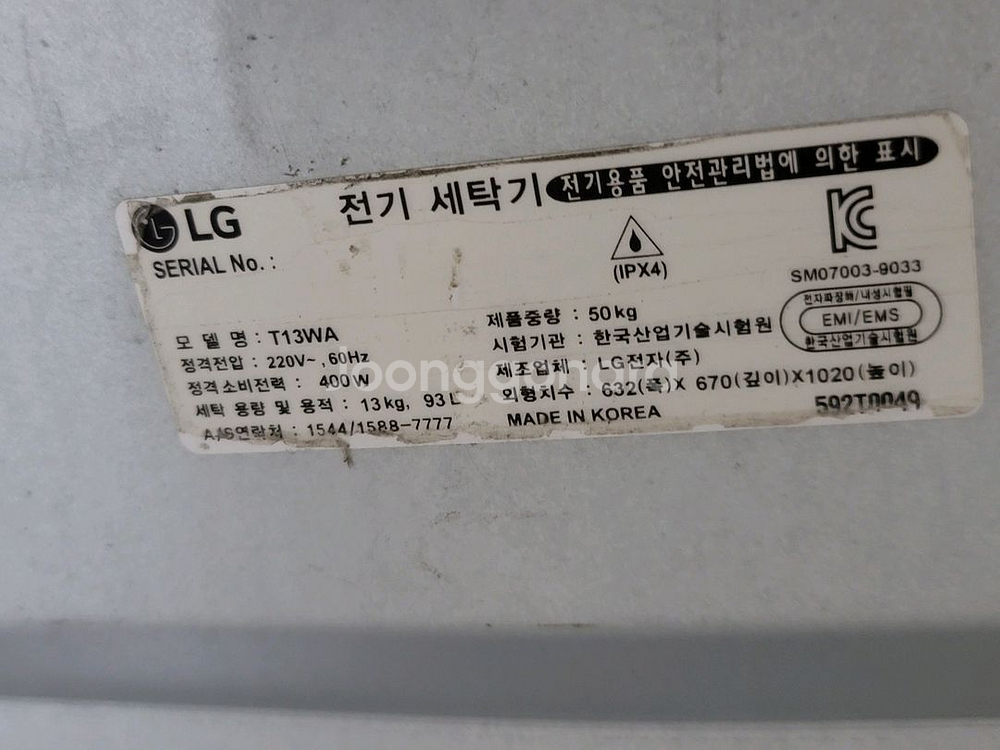 LG 전기 세탁기 전기용품 안전관리법에 의한 표시
SERIAL No. :
(IPX4)
SM07003-9033
전자파장해/내성시험필
EMI/EMS
한국산업기술시험원
모 델 명 : T13WA
정격전압 : 220V~, 60Hz
정격소비전력 : 400W
세탁 용량 및 용적 : 13kg, 93L
A/S연락처 : 1544/1588-7777
제품중량 : 50kg
시험기관 : 한국산업기술시험원
제조업체 : LG전자(주)
외형치수 : 632(폭)X 670(깊이)X1020(높이)
MADE IN KOREA
592T0049